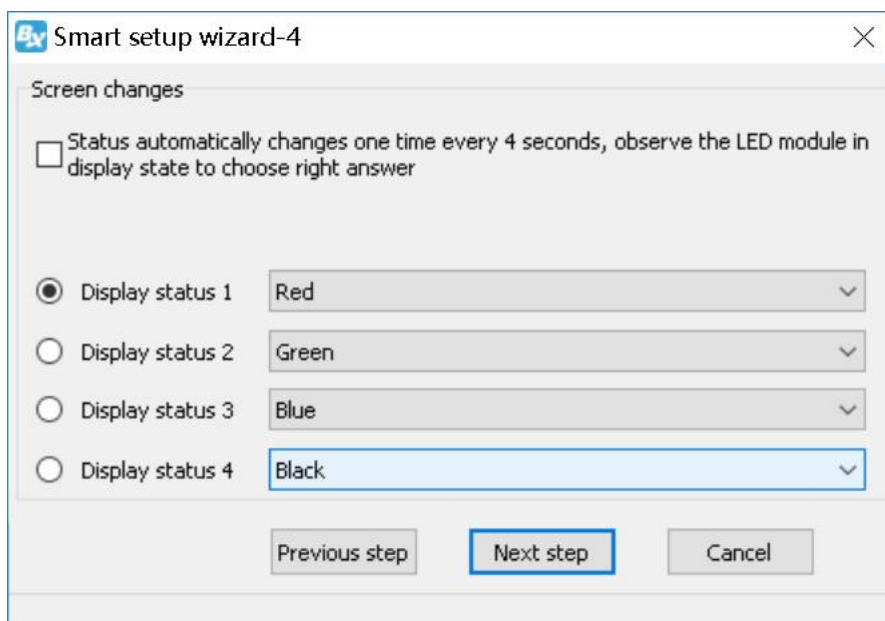 BX Smart setup wizard-4
Screen changes
Status automatically changes one time every 4 seconds, observe the LED module in
display state to choose right answer
Display status 1 Red
Display status 2 Green
Display status 3 Blue
Display status 4 Black
Previous step Next step Cancel